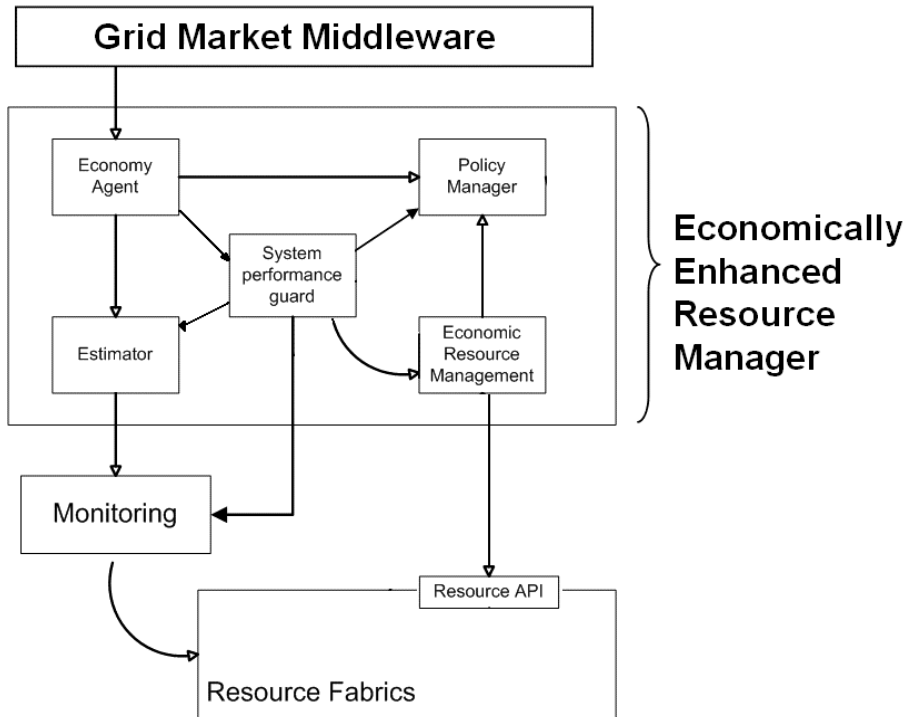 Grid Market Middleware
Economy
Agent
Policy
Manager
System
performance
guard
Estimator
Economic
Resource
Management
Economically
Enhanced
Resource
Manager
Monitoring
Resource API
Resource Fabrics